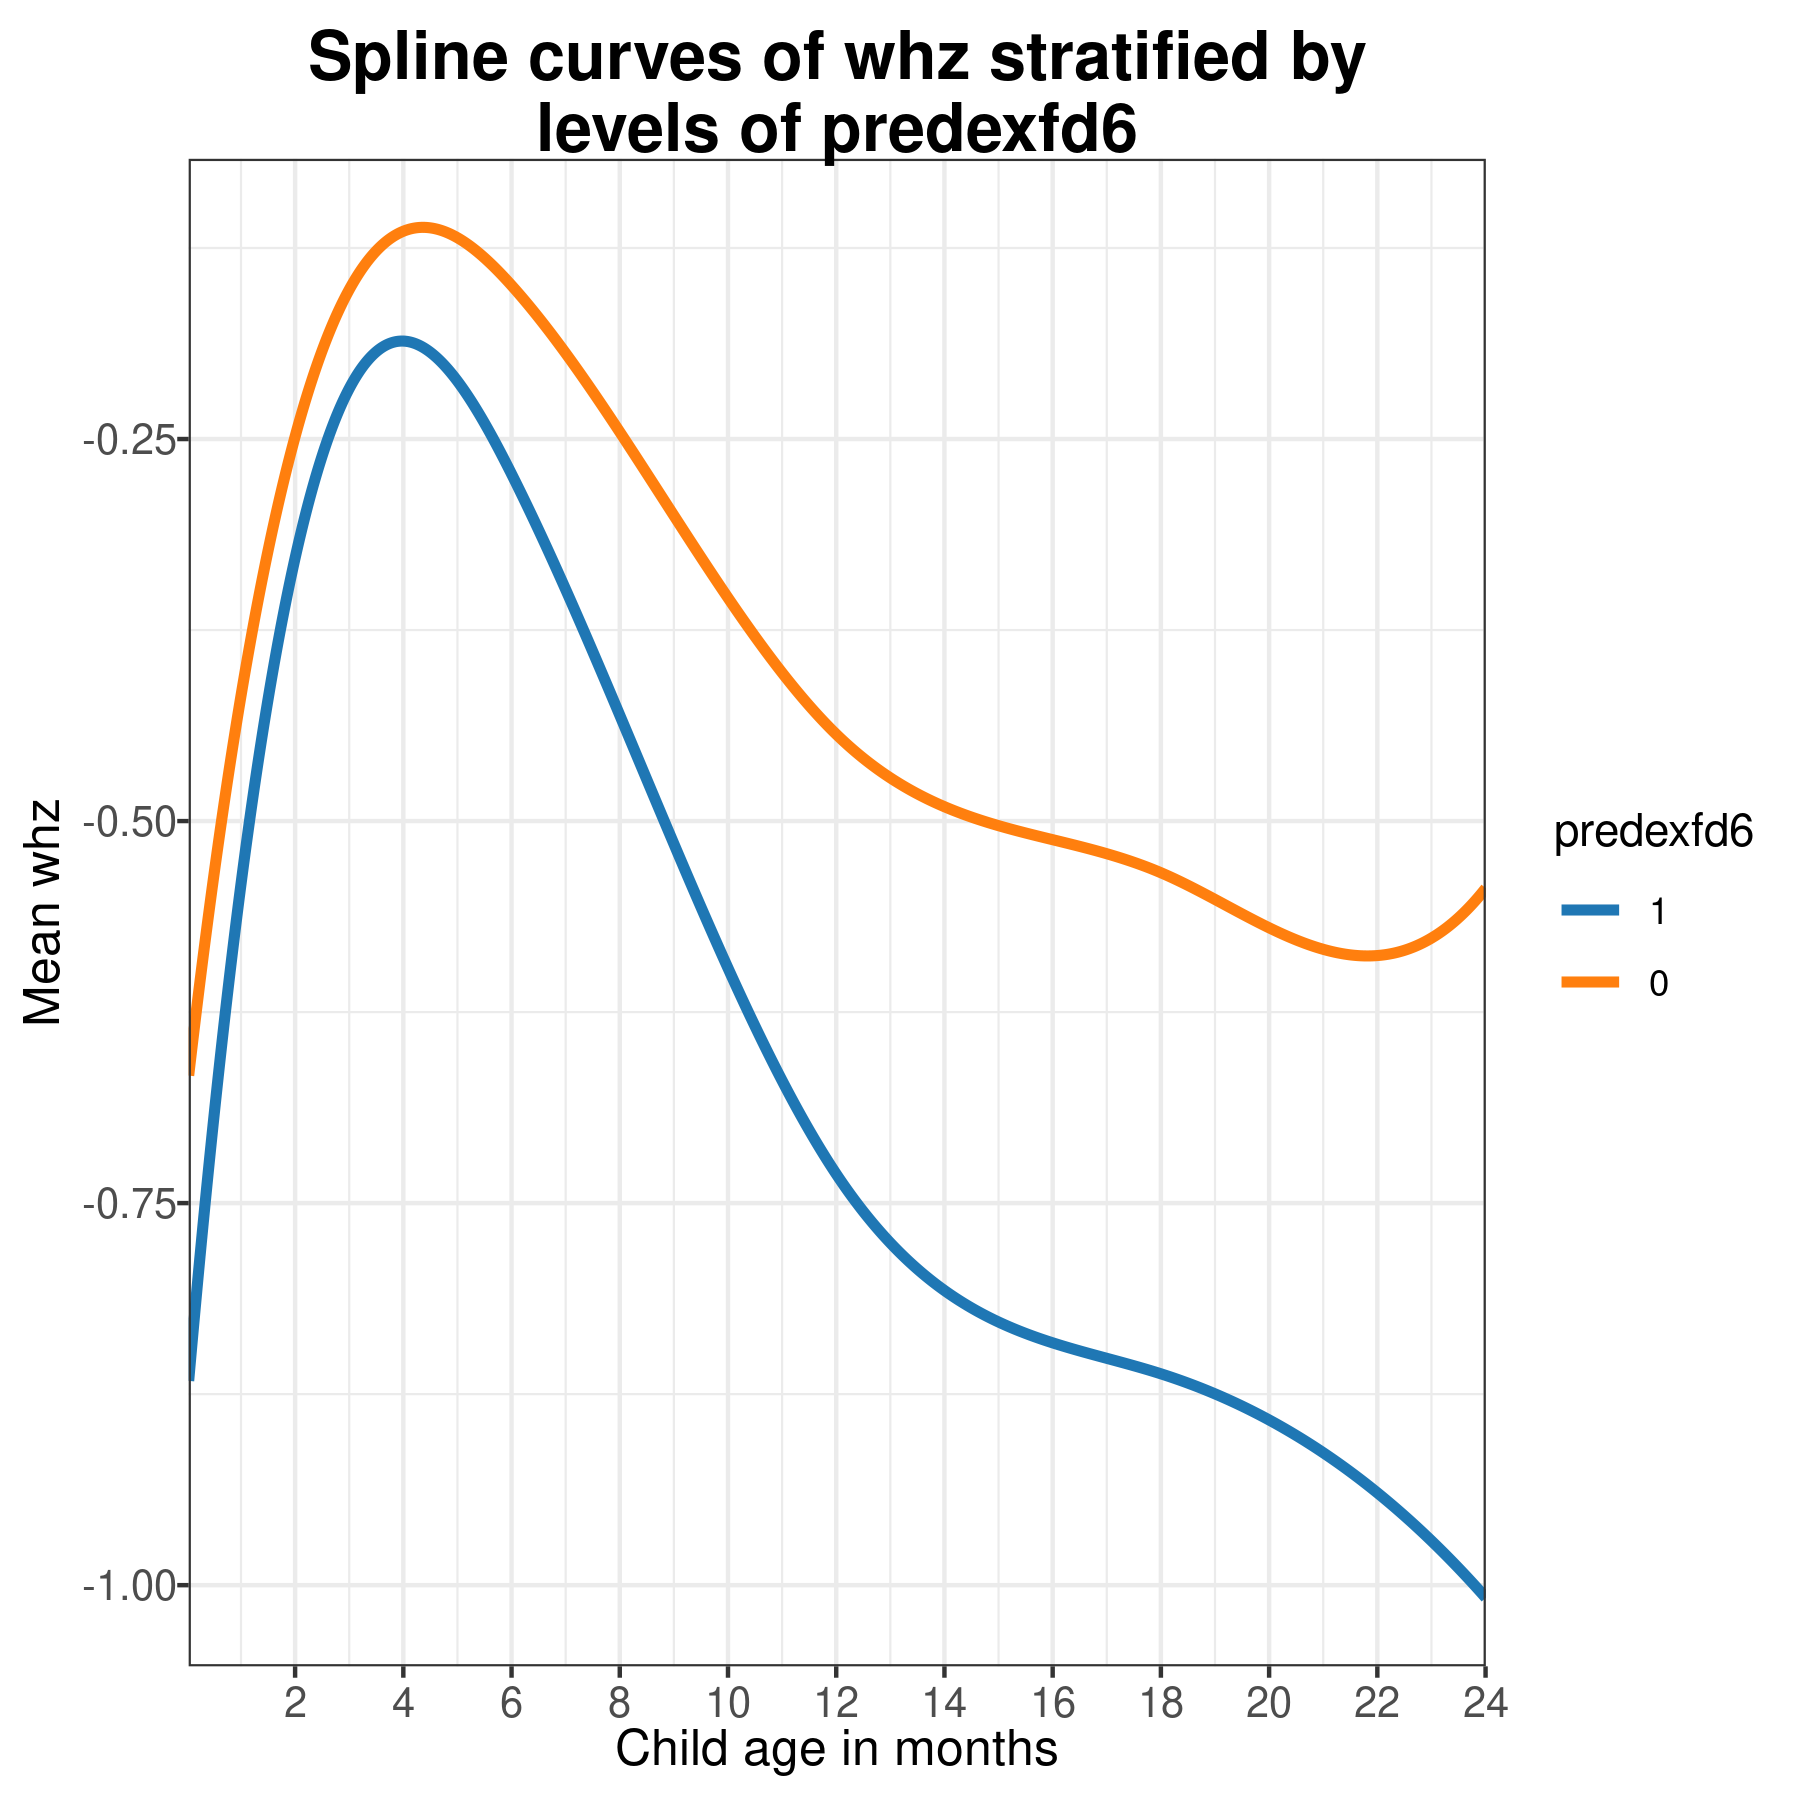 Spline curves of whz stratified by
levels of predexfd6
Mean whz
-0.25
-0.50
-0.75
-1.00
2 4 6 8 10 12 14 16 18 20 22 24
Child age in months
predexfd6
1
0